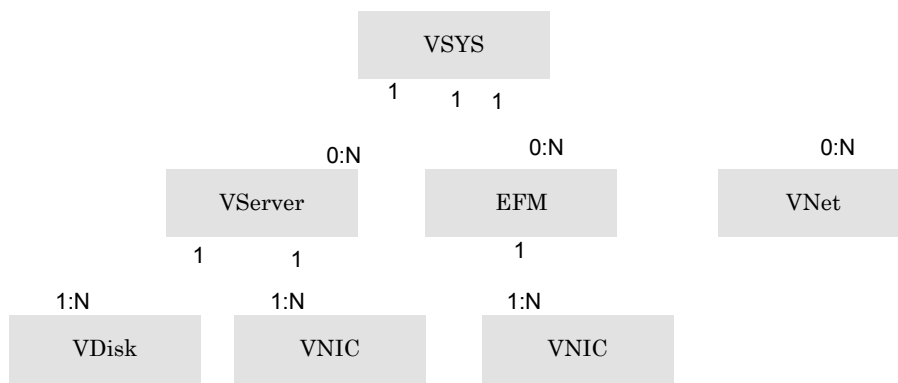 VSYS
1
1
1
0:N
0:N
0:N
VServer
EFM
VNet
1
1
1
1:N
1:N
1:N
VDisk
VNIC
VNIC